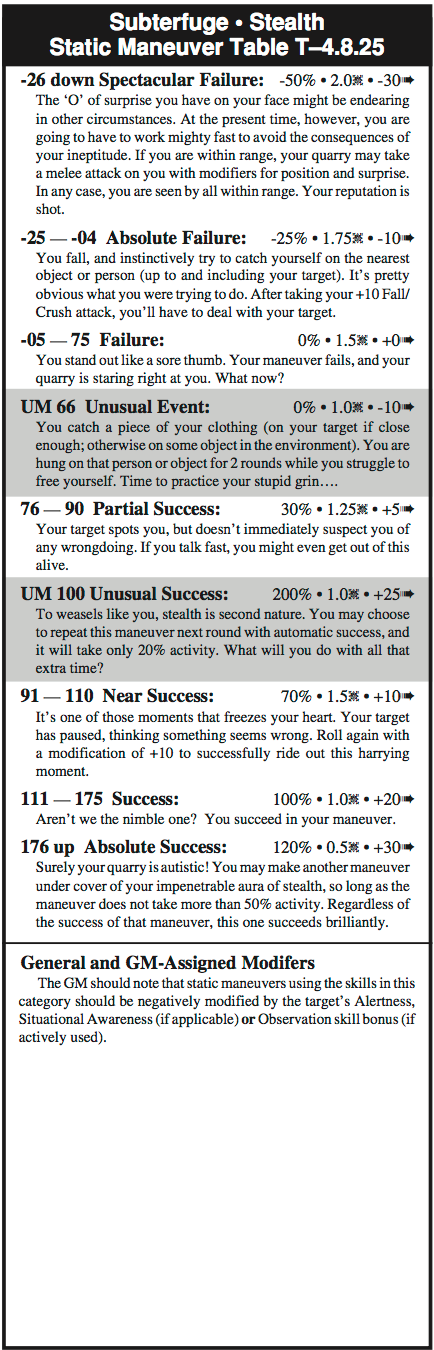 Subterfuge • Stealth
Static Maneuver Table T–4.8.25
-26 down Spectacular Failure: -50% • 2.0※ • -30➠
The ‘O’ of surprise you have on your face might be endearing
in other circumstances. At the present time, however, you are
going to have to work mighty fast to avoid the consequences of
your ineptitude. If you are within range, your quarry may take
a melee attack on you with modifiers for position and surprise.
In any case, you are seen by all within range. Your reputation is
shot.
-25 — -04 Absolute Failure: -25% • 1.75※ • -10➠
You fall, and instinctively try to catch yourself on the nearest
object or person (up to and including your target). It’s pretty
obvious what you were trying to do. After taking your +10 Fall/
Crush attack, you’ll have to deal with your target.
-05 — 75 Failure: 0% • 1.5※ • +0➠
You stand out like a sore thumb. Your maneuver fails, and your
quarry is staring right at you. What now?
UM 66 Unusual Event: 0% • 1.0※ • -10➠
You catch a piece of your clothing (on your target if close
enough; otherwise on some object in the environment). You are
hung on that person or object for 2 rounds while you struggle to
free yourself. Time to practice your stupid grin….
76 — 90 Partial Success: 30% • 1.25※ • +5➠
Your target spots you, but doesn’t immediately suspect you of
any wrongdoing. If you talk fast, you might even get out of this
alive.
UM 100 Unusual Success: 200% • 1.0※ • +25➠
To weasels like you, stealth is second nature. You may choose
to repeat this maneuver next round with automatic success, and
it will take only 20% activity. What will you do with all that
extra time?
91 — 110 Near Success: 70% • 1.5※ • +10➠
It’s one of those moments that freezes your heart. Your target
has paused, thinking something seems wrong. Roll again with
a modification of +10 to successfully ride out this harrying
moment.
111 — 175 Success: 100% • 1.0※ • +20➠
Aren’t we the nimble one? You succeed in your maneuver.
176 up Absolute Success: 120% • 0.5※ • +30➠
Surely your quarry is autistic! You may make another maneuver
under cover of your impenetrable aura of stealth, so long as the
maneuver does not take more than 50% activity. Regardless of
the success of that maneuver, this one succeeds brilliantly.
General and GM-Assigned Modifers
The GM should note that static maneuvers using the skills in this
category should be negatively modified by the target’s Alertness,
Situational Awareness (if applicable) or Observation skill bonus (if
actively used).